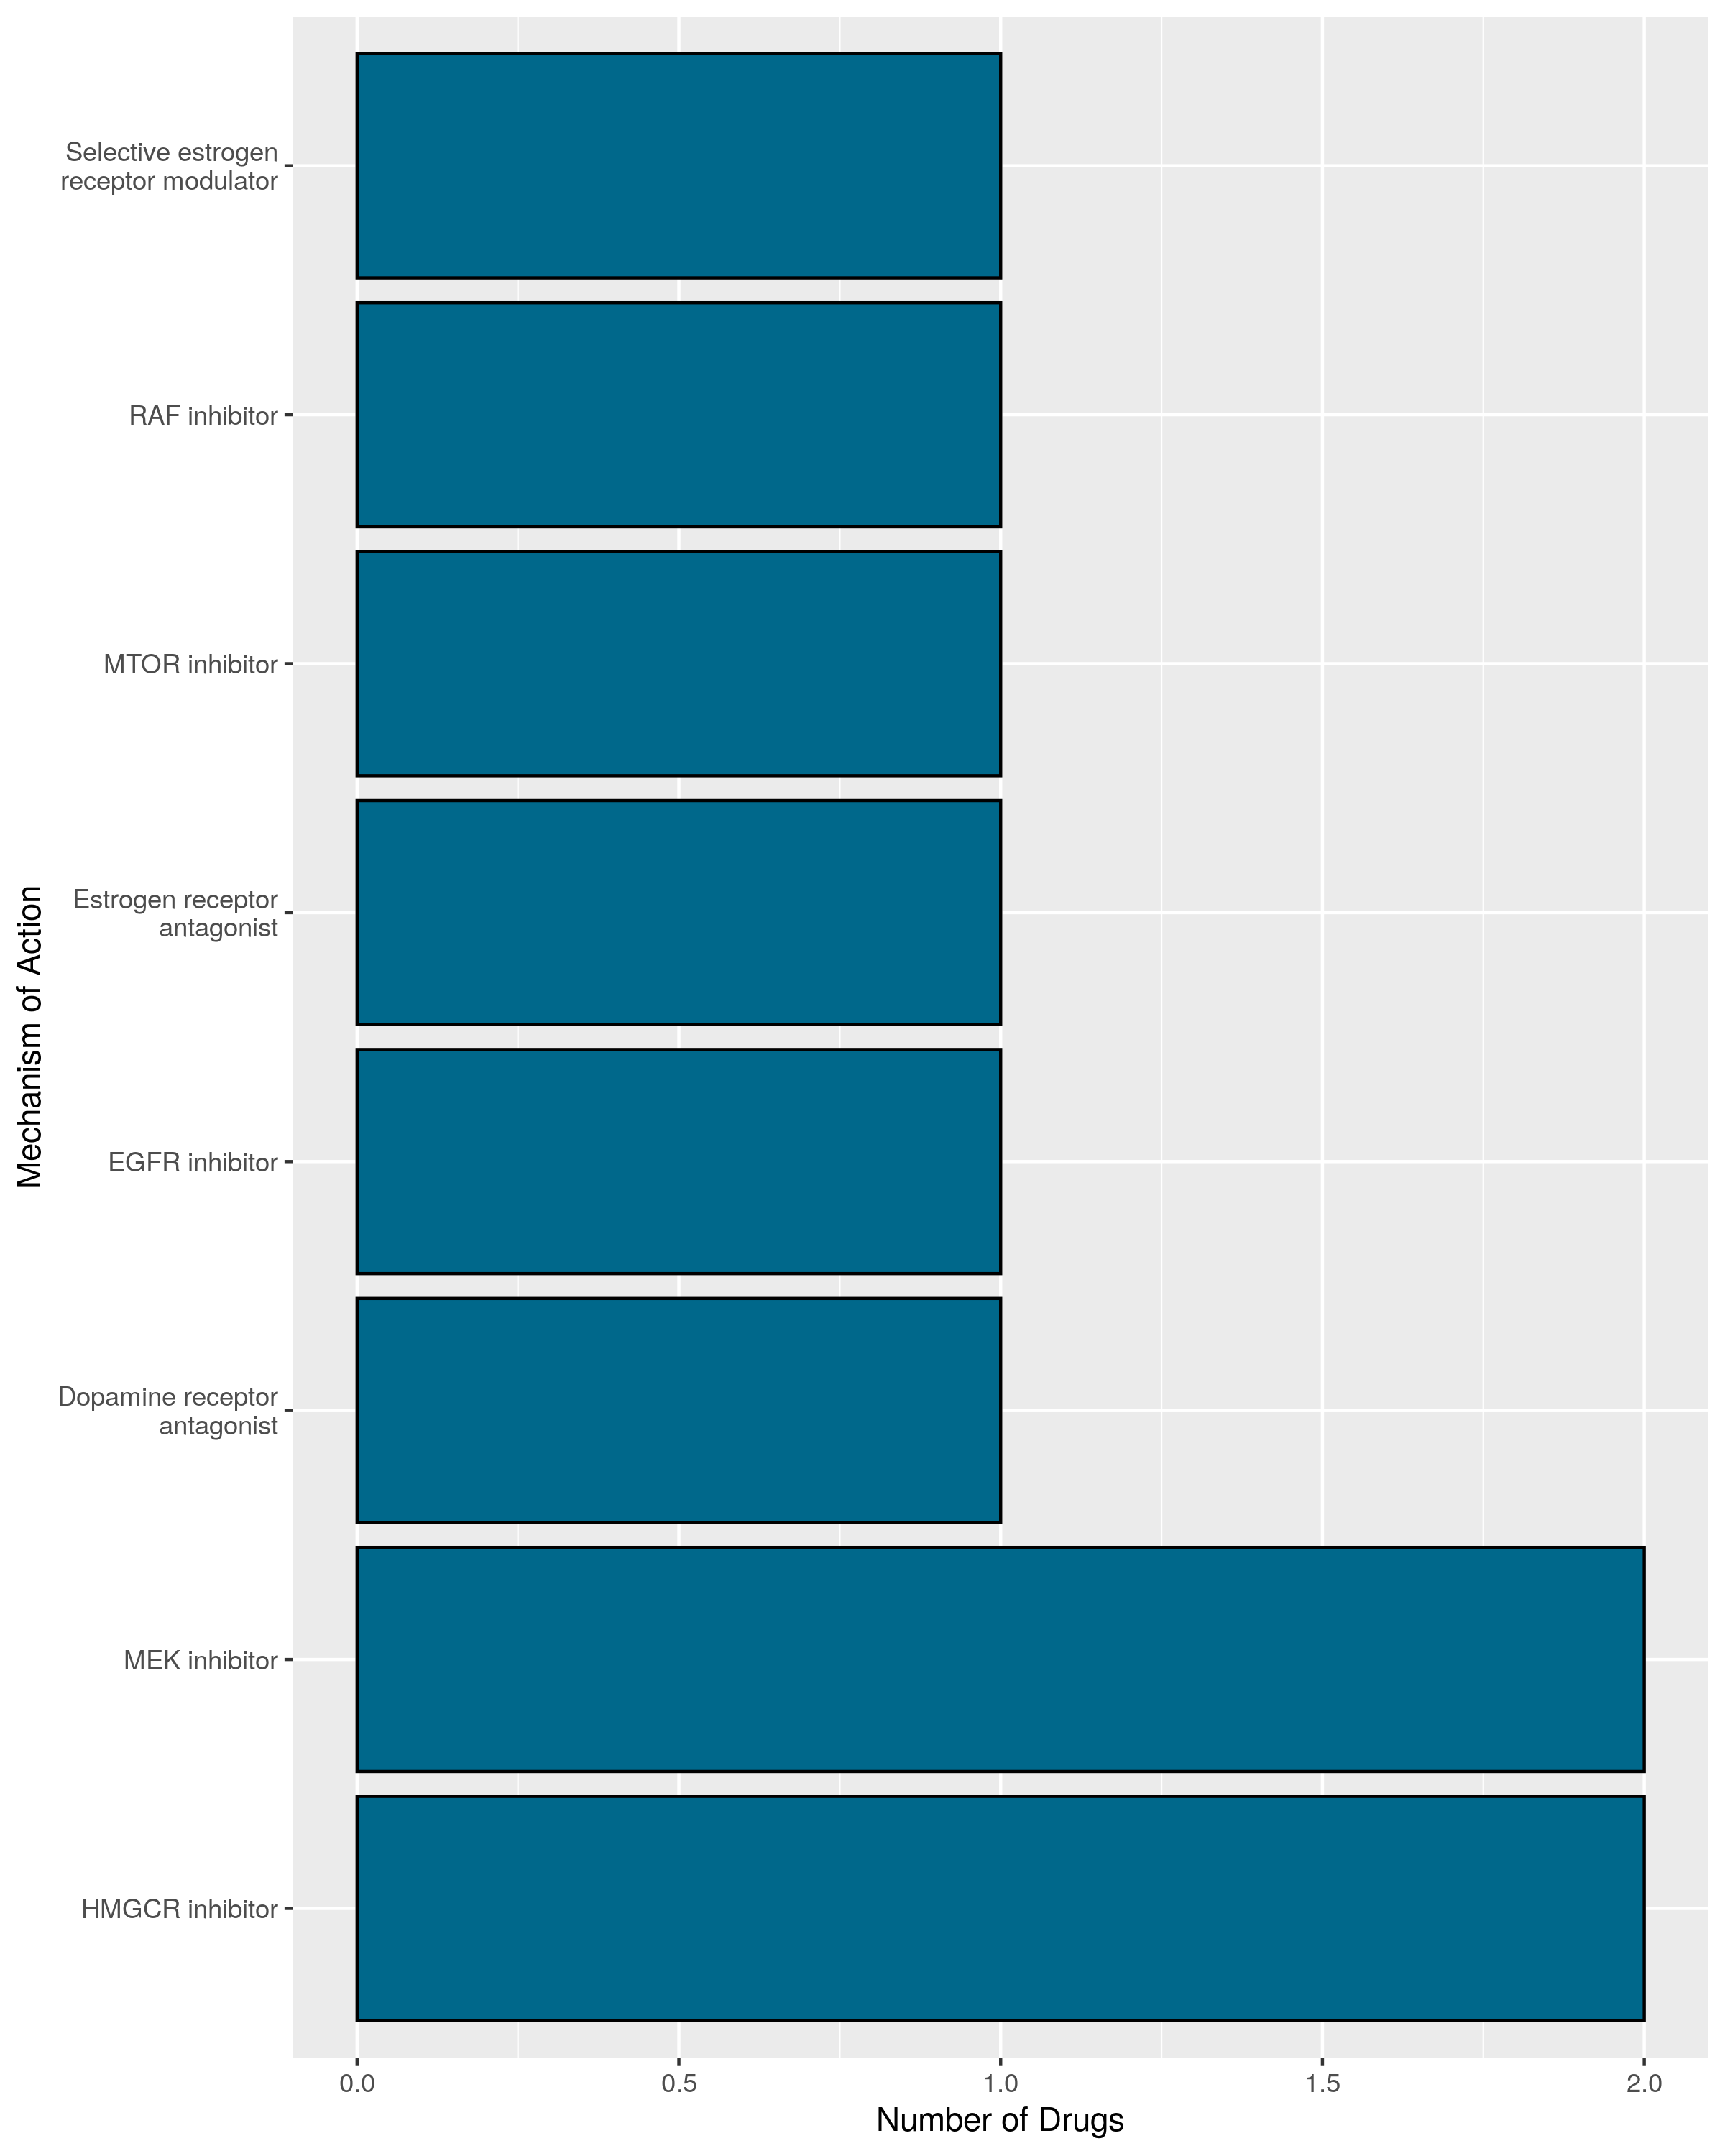 Selective estrogen
receptor modulator
RAF inhibitor
MTOR inhibitor
Estrogen receptor
antagonist
EGFR inhibitor
Dopamine receptor
antagonist
MEK inhibitor
HMGCR inhibitor
Mechanism of Action
0.0 0.5 1.0 1.5 2.0
Number of Drugs